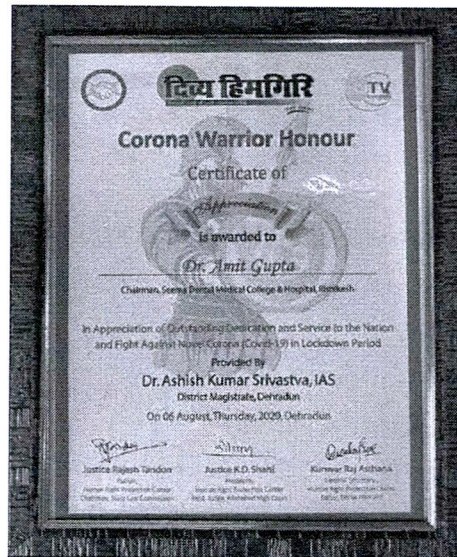 दिव्य हिमगिरि
TV
Corona Warrior Honour
Certificate of
Appreciation
is awarded to
Dr. Amit Gupta
Chairman, Seema Dental Medical College & Hospital, Rishikesh
In Appreciation of Outstanding Dedication and Service to the Nation
and Fight Against Novel Corona (Covid-19) in Lockdown Period
Provided By
Dr. Ashish Kumar Srivastva, IAS
District Magistrate, Dehradun
On 06 August, Thursday, 2020, Dehradun
Justice Rajesh Tandon Justice K.D. Shahi Kunwar Raj Asthana